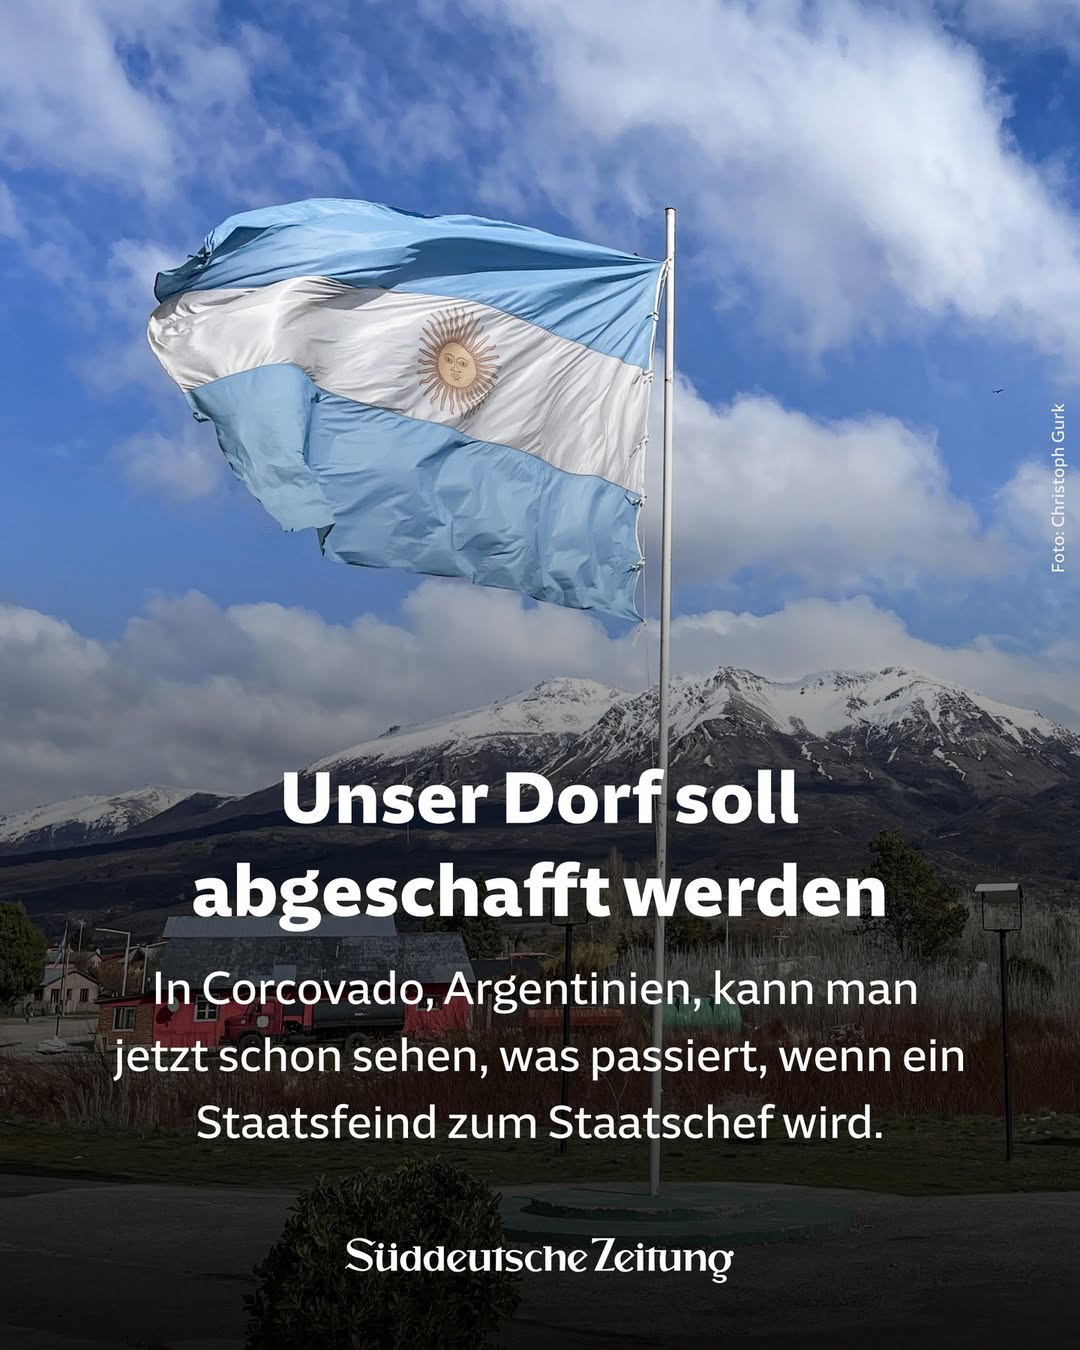 Foto: Christoph Gurk
Unser Dorf soll
abgeschafft werden
In Corcovado, Argentinien, kann man
jetzt schon sehen, was passiert, wenn ein
Staatsfeind zum Staatschef wird.
Süddeutsche Zeitung